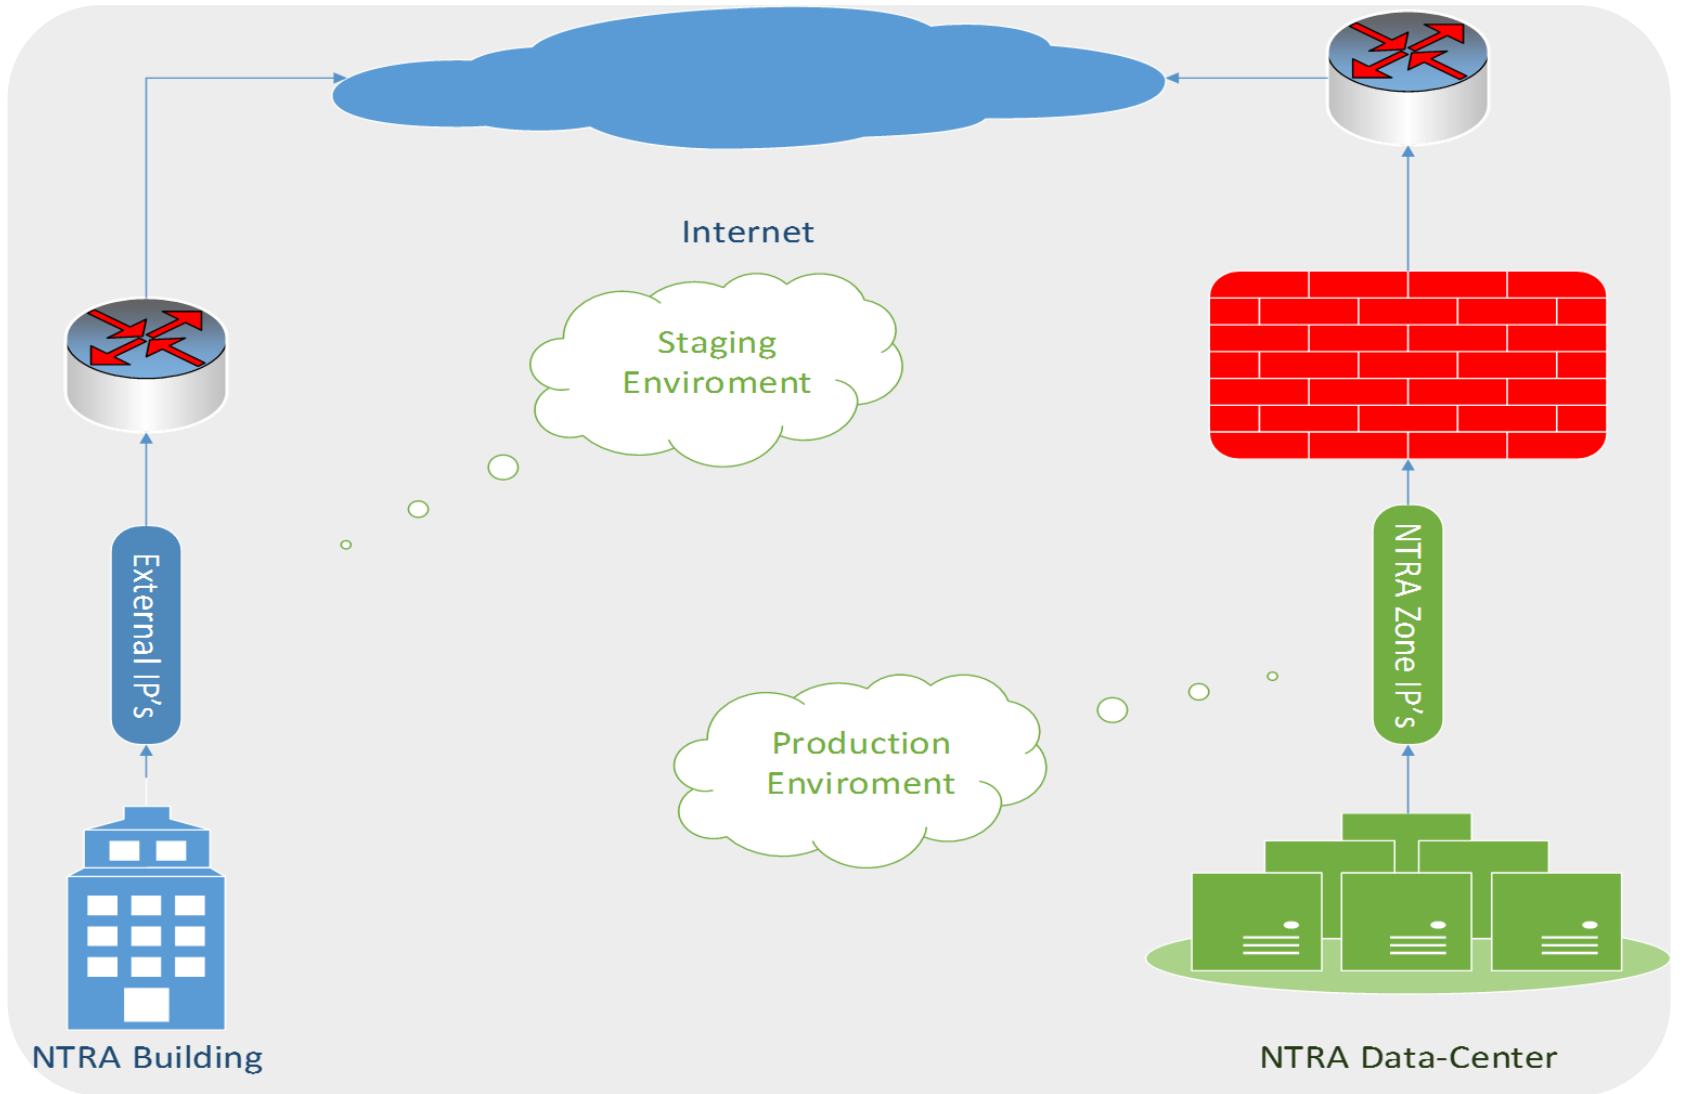 Internet
Staging
Enviroment
External IP's
NTRA Zone IP's
Production
Enviroment
NTRA Building
NTRA Data-Center